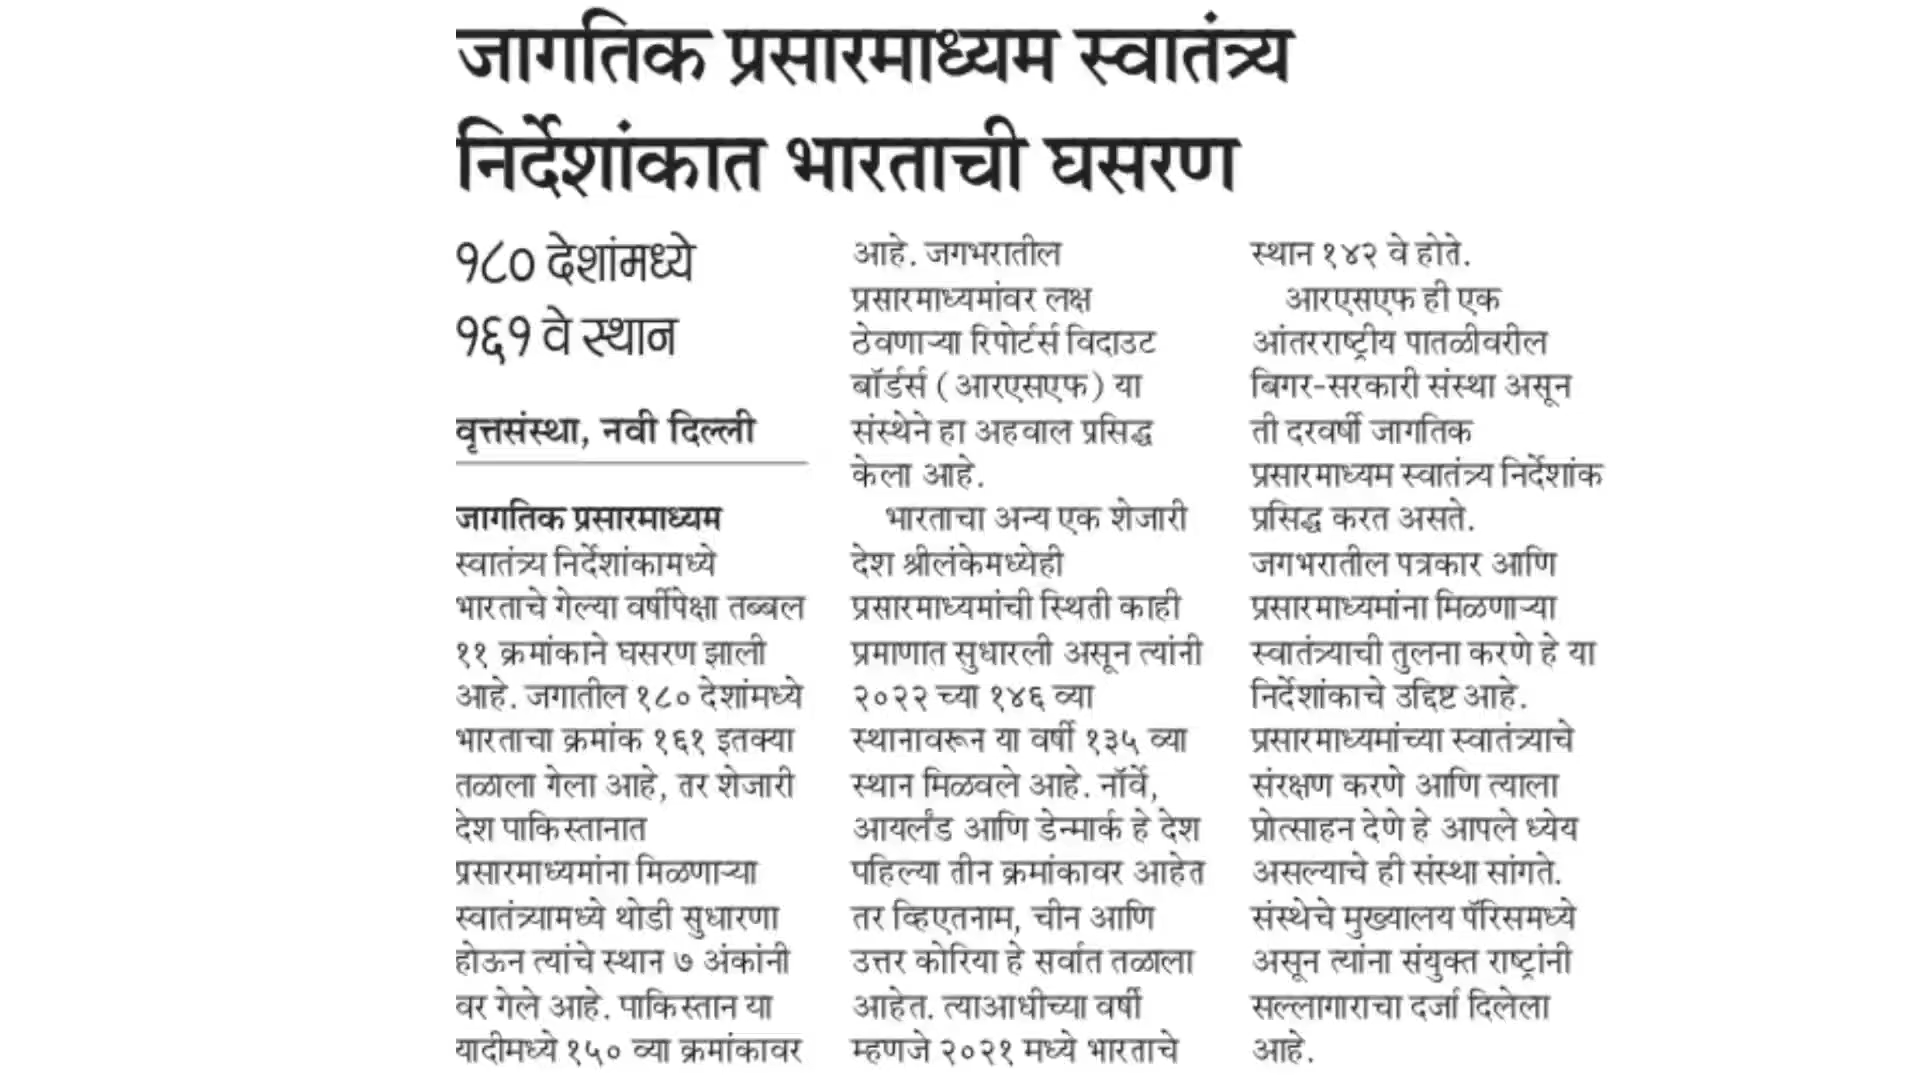 जागतिक प्रसारमाध्यम स्वातंत्र्य
निर्देशांकात भारताची घसरण
१८० देशांमध्ये
१६१ वे स्थान
वृत्तसंस्था, नवी दिल्ली
जागतिक प्रसारमाध्यम
स्वातंत्र्य निर्देशांकामध्ये
भारताचे गेल्या वर्षीपेक्षा तब्बल
११ क्रमांकाने घसरण झाली
आहे. जगातील १८० देशांमध्ये
भारताचा क्रमांक १६१ इतक्या
तळाला गेला आहे, तर शेजारी
देश पाकिस्तानात
प्रसारमाध्यमांना मिळणाऱ्या
स्वातंत्र्यामध्ये थोडी सुधारणा
होऊन त्यांचे स्थान ७ अंकांनी
वर गेले आहे. पाकिस्तान या
यादीमध्ये १५० व्या क्रमांकावर
आहे. जगभरातील
प्रसारमाध्यमांवर लक्ष
ठेवणाऱ्या रिपोर्टर्स विदाउट
बॉर्डर्स (आरएसएफ) या
संस्थेने हा अहवाल प्रसिद्ध
केला आहे.
भारताचा अन्य एक शेजारी
देश श्रीलंकेमध्येही
प्रसारमाध्यमांची स्थिती काही
प्रमाणात सुधारली असून त्यांनी
२०२२ च्या १४६ व्या
स्थानावरून या वर्षी १३५ व्या
स्थान मिळवले आहे. नॉर्वे,
आयर्लंड आणि डेन्मार्क हे देश
पहिल्या तीन क्रमांकावर आहेत
तर व्हिएतनाम, चीन आणि
उत्तर कोरिया हे सर्वात तळाला
आहेत. त्याआधीच्या वर्षी
म्हणजे २०२१ मध्ये भारताचे
स्थान १४२ वे होते.
आरएसएफ ही एक
आंतरराष्ट्रीय पातळीवरील
बिगर-सरकारी संस्था असून
ती दरवर्षी जागतिक
प्रसारमाध्यम स्वातंत्र्य निर्देशांक
प्रसिद्ध करत असते.
जगभरातील पत्रकार आणि
प्रसारमाध्यमांना मिळणाऱ्या
स्वातंत्र्याची तुलना करणे हे या
निर्देशांकाचे उद्दिष्ट आहे.
प्रसारमाध्यमांच्या स्वातंत्र्याचे
संरक्षण करणे आणि त्याला
प्रोत्साहन देणे हे आपले ध्येय
असल्याचे ही संस्था सांगते.
संस्थेचे मुख्यालय पॅरिसमध्ये
असून त्यांना संयुक्त राष्ट्रांनी
सल्लागाराचा दर्जा दिलेला
आहे.